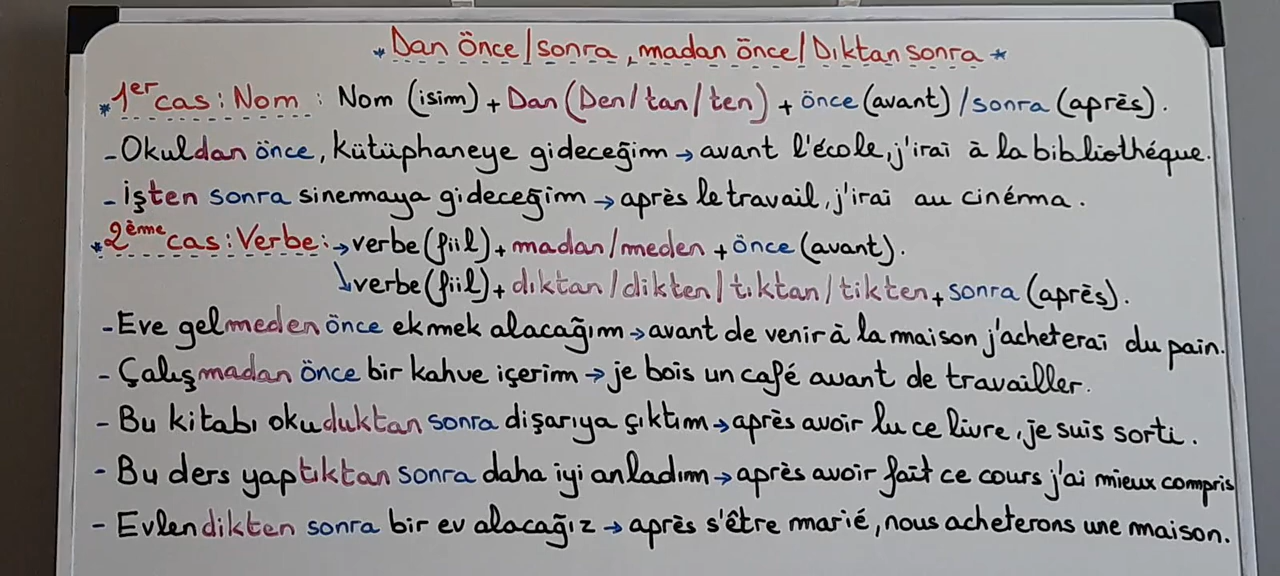 * Dan önce/sonra, madan önce/Dıktan sonra *
* 1er cas : Nom : Nom (isim) + Dan (Den/tan/ten) + önce (avant) / sonra (après).
- Okuldan önce, kütüphaneye gideceğim → avant l'école, j'irai à la bibliothéque.
- İşten sonra sinemaya gideceğim → après le travail, j'irai au cinéma.
* 2ème cas : Verbe : → verbe (fiil) + madan/meden + önce (avant).
↳ verbe (fiil) + dıktan/dikten/tıktan/tikten + sonra (après).
- Eve gelmeden önce ekmek alacağım → avant de venir à la maison j'acheterai du pain.
- Çalışmadan önce bir kahve içerim → je bois un café avant de travailler.
- Bu kitabı okuduktan sonra dişarıya çıktım → après avoir lu ce livre, je suis sorti.
- Bu ders yaptıktan sonra daha iyi anladım → après avoir fait ce cours j'ai mieux compris
- Evlendikten sonra bir ev alacağız → après s'être marié, nous acheterons une maison.